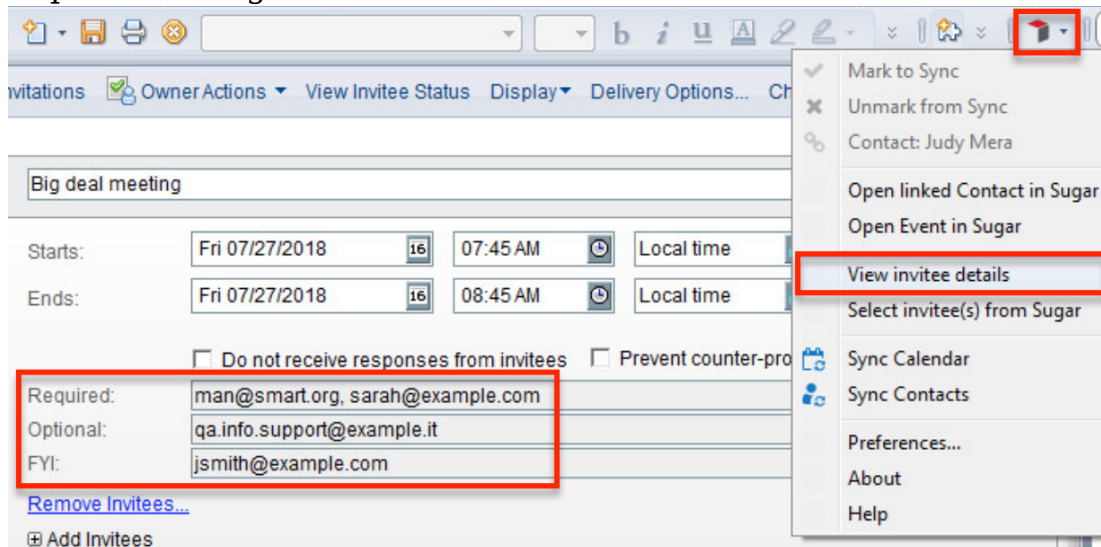 b i u A
nvitations Owner Actions View Invitee Status Display Delivery Options... Ch
Mark to Sync
Unmark from Sync
Contact: Judy Mera
Open linked Contact in Sugar
Open Event in Sugar
View invitee details
Select invitee(s) from Sugar
Sync Calendar
Sync Contacts
Preferences...
About
Help
Big deal meeting
Starts: Fri 07/27/2018 16 07:45 AM Local time
Ends: Fri 07/27/2018 16 08:45 AM Local time
Do not receive responses from invitees Prevent counter-pro
Required: man@smart.org, sarah@example.com
Optional: qa.info.support@example.it
FYI: jsmith@example.com
Remove Invitees...
Add Invitees